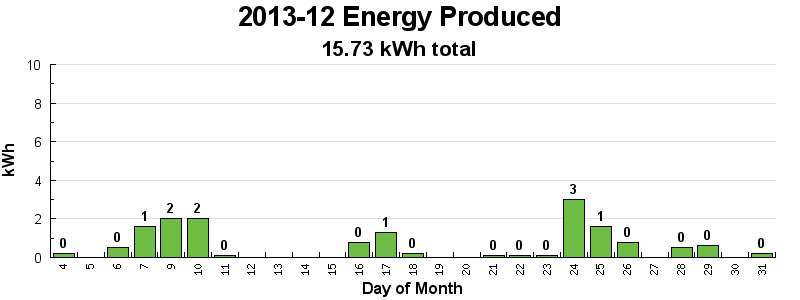 2013-12 Energy Produced
15.73 kWh total
kWh
10
8
6
4
2
0
0 0 1 2 2 0 0 1 0 0 0 0 3 1 0 0 0 0
4 5 6 7 9 10 11 12 13 14 15 16 17 18 19 20 21 22 23 24 25 26 27 28 29 30 31
Day of Month